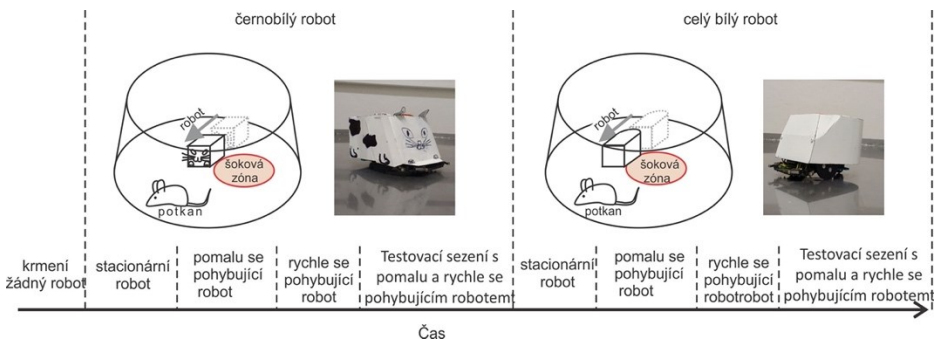 černobílý robot
celý bílý robot
robot
šoková
zóna
potkan
robot
šoková
zóna
potkan
krmení
žádný robot
stacionární
robot
pomalu se
pohybující
robot
rychle se
pohybující
robot
Testovací sezení s
pomalu a rychle se
pohybujícím robotemt
stacionární
robot
pomalu se
pohybující
robot
rychle se
pohybující
robotrobot
Testovací sezení s
pomalu a rychle se
pohybujícím robotemt
Čas